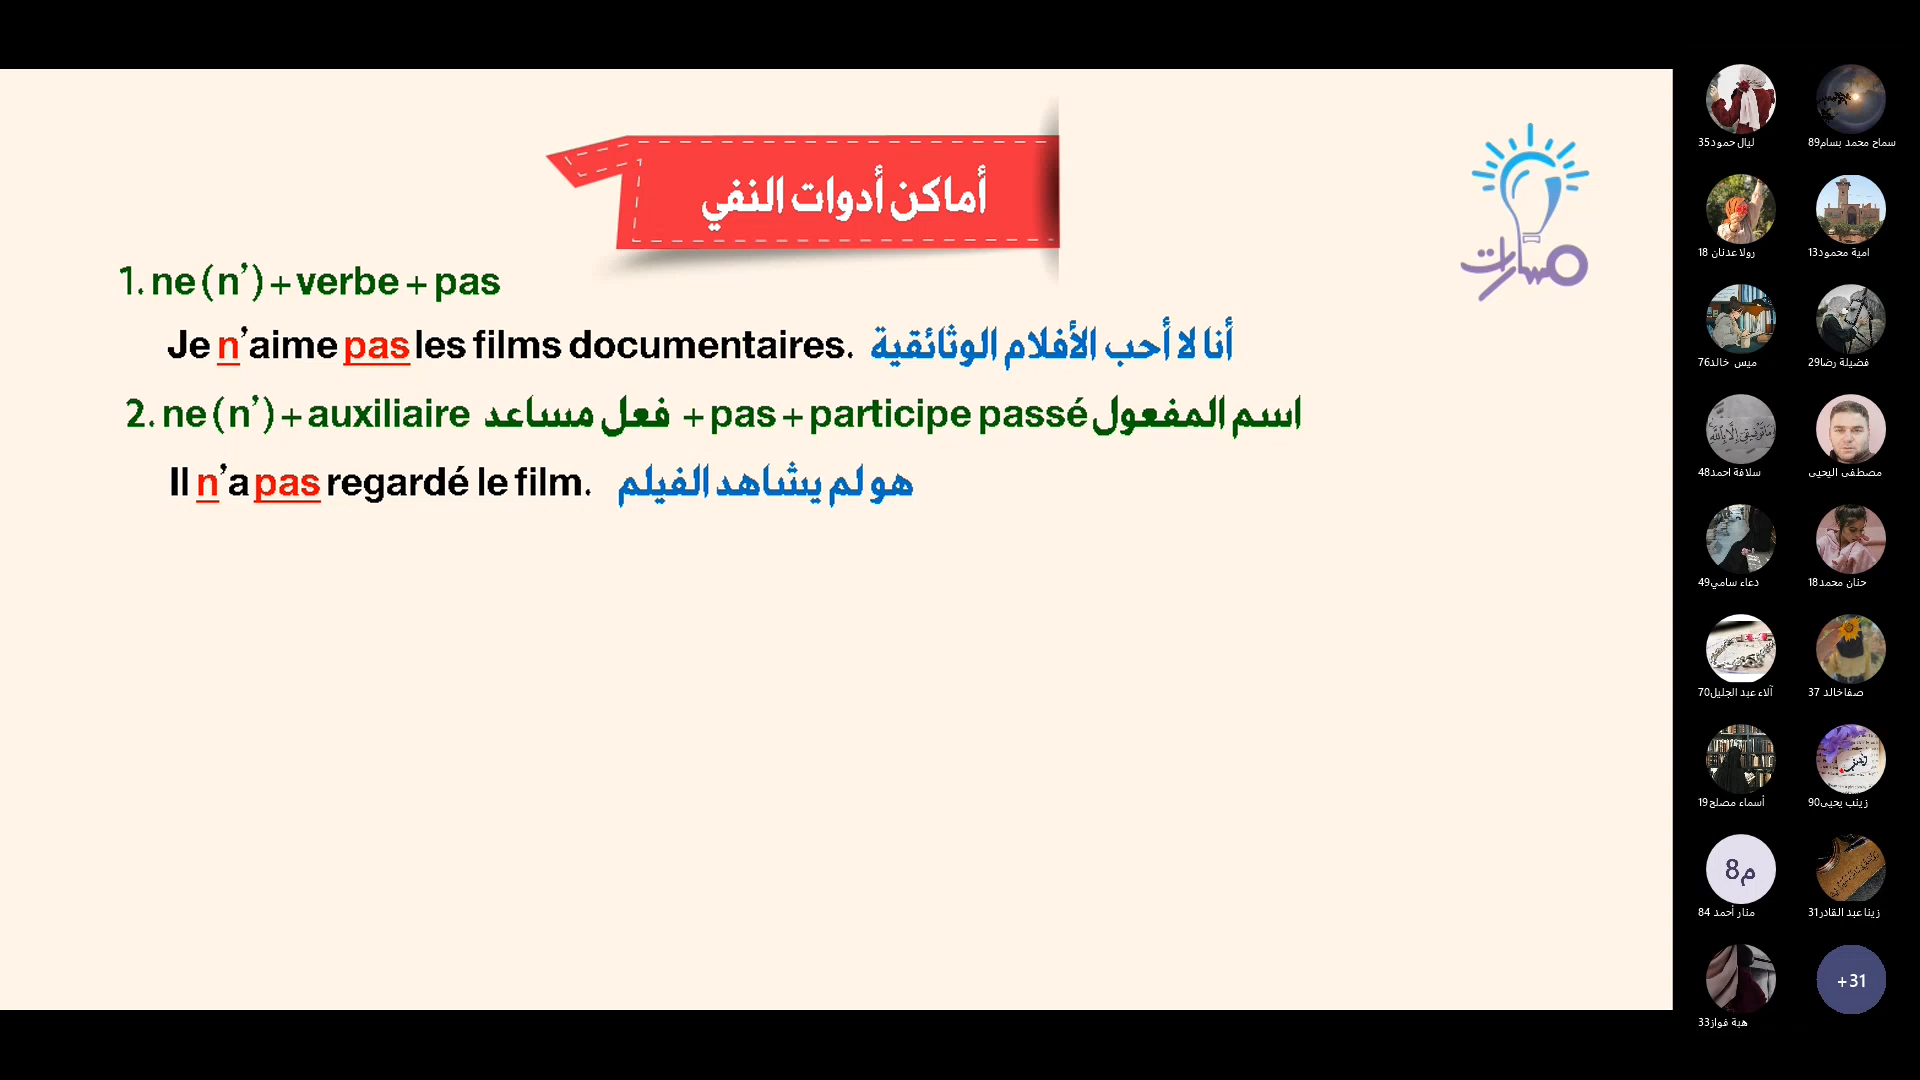 أماكن أدوات النفي
مسارات
1. ne (n’) + verbe + pas
Je n’aime pas les films documentaires. أنا لا أحب الأفلام الوثائقية
2. ne (n’) + auxiliaire فعل مساعد + pas + participe passé اسم المفعول
Il n’a pas regardé le film. هو لم يشاهد الفيلم
ليال حمود35
سماح محمد بسام89
رولا عدنان 18
امية محمود13
ميس خالد76
فضيلة رضا29
سلافة احمد48
مصطفى اليحيى
دعاء سامي49
حنان محمد18
آلاء عبد الجليل70
صفاخالد 37
أسماء مصلح19
زينب يحيى90
م8
منار أحمد 84
زينا عبد القادر31
هبة فواز33
+31